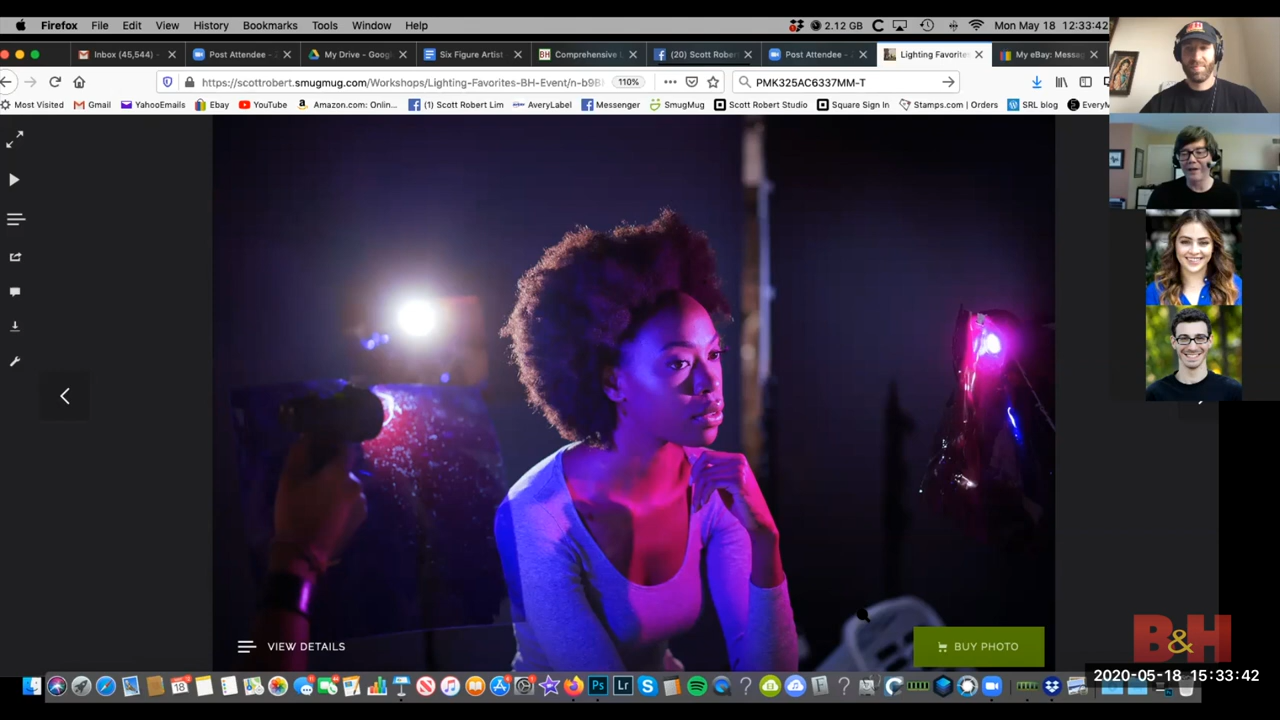 Firefox File Edit View History Bookmarks Tools Window Help 2.12 GB Mon May 18 12:33:42
Inbox (45,544) Post Attendee - Z My Drive - Goog Six Figure Artist Comprehensive L (20) Scott Rober Post Attendee - Z Lighting Favorites My eBay: Messag
https://scottrobert.smugmug.com/Workshops/Lighting-Favorites-BH-Event/n-b9B 110% PMK325AC6337MM-T
Most Visited Gmail YahooEmails Ebay YouTube Amazon.com: Onlin... (1) Scott Robert Lim AveryLabel Messenger SmugMug Scott Robert Studio Square Sign In Stamps.com | Orders SRL blog EveryM
VIEW DETAILS
BUY PHOTO
B&H
2020-05-18 15:33:42